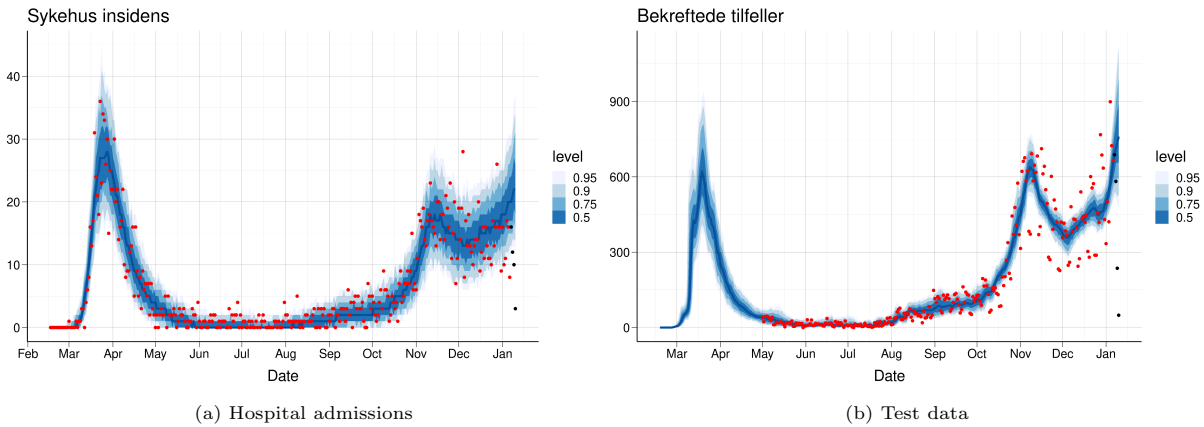 Sykehus insidens
40
30
20
10
0
Feb Mar Apr May Jun Jul Aug Sep Oct Nov Dec Jan
Date
level
0.95
0.9
0.75
0.5
(a) Hospital admissions
Bekreftede tilfeller
900
600
300
0
Mar Apr May Jun Jul Aug Sep Oct Nov Dec Jan
Date
level
0.95
0.9
0.75
0.5
(b) Test data